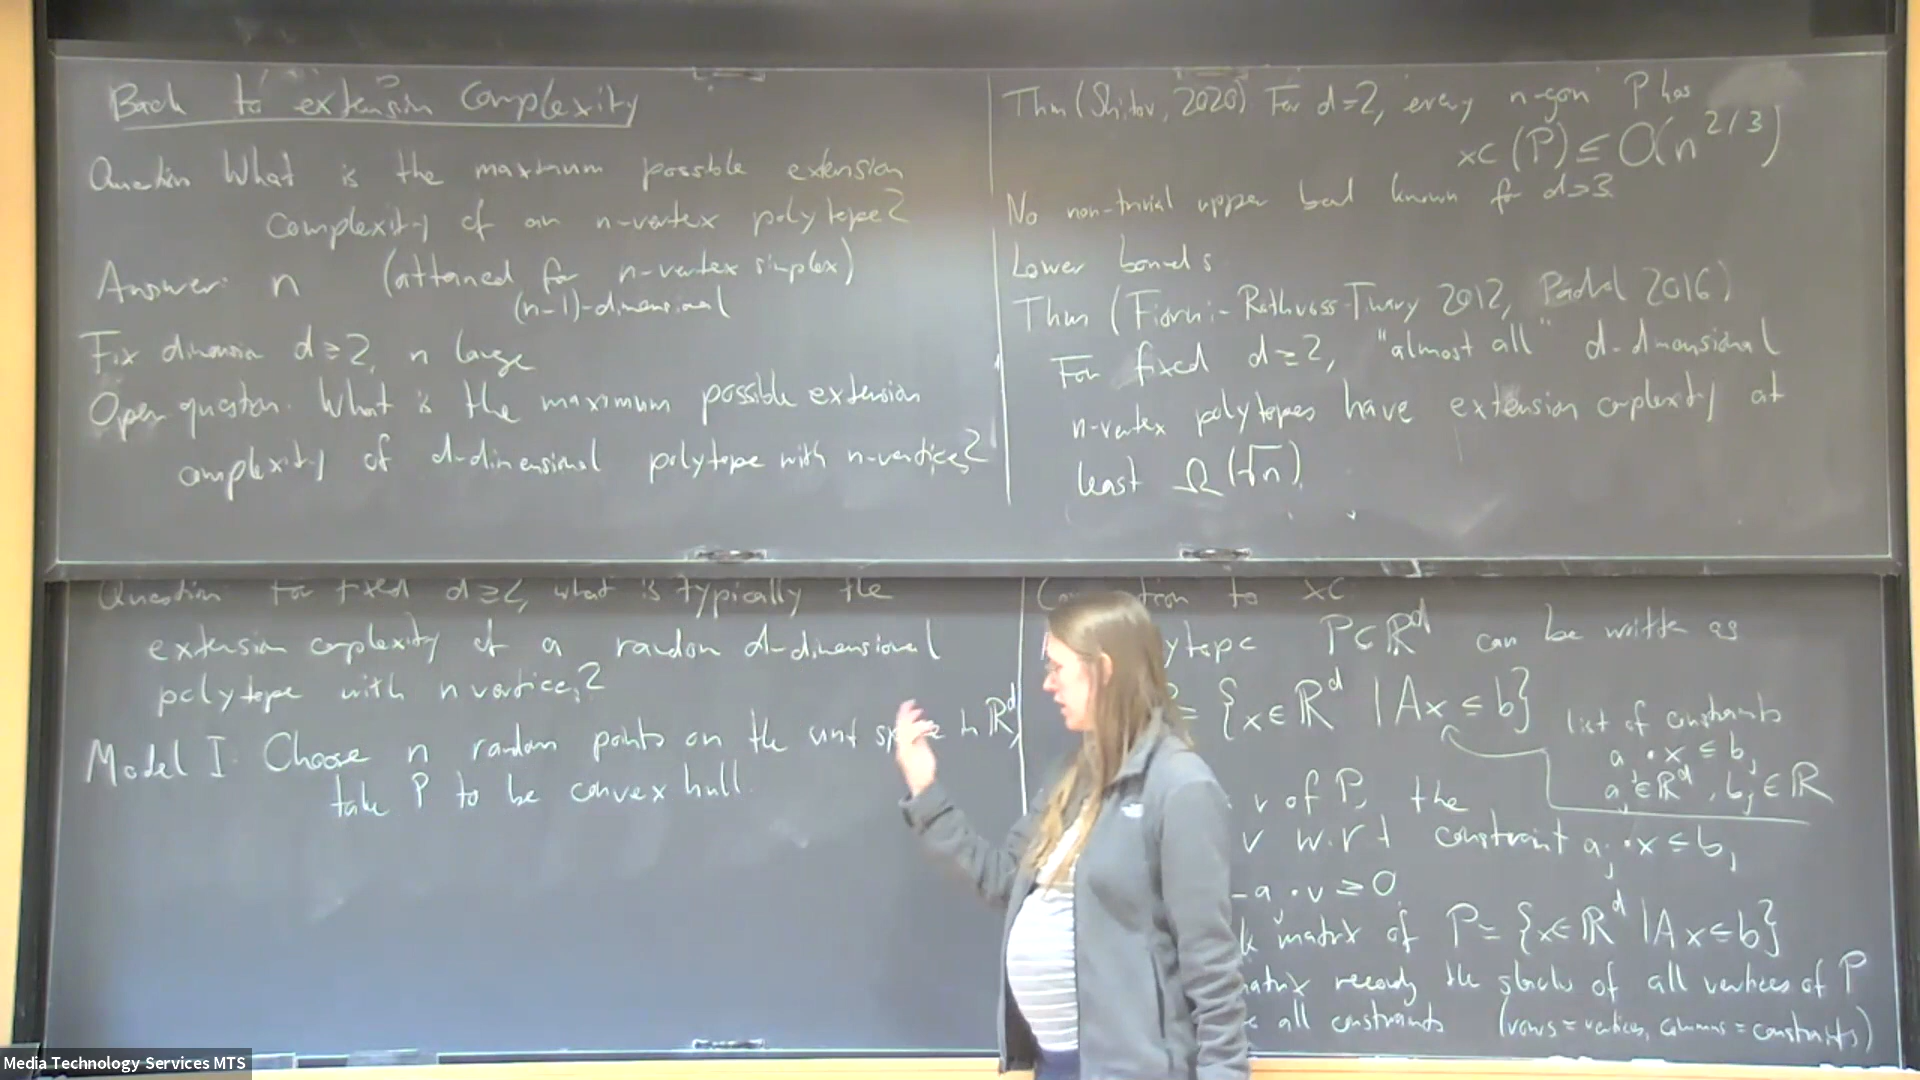 Back to extension complexity
Question What is the maximum possible extension
complexity of an n-vertex polytope?
Answer: n (attained for n-vertex simplex)
(n-1)-dimensional
Fix dimension d≥2, n large
Open question. What is the maximum possible extension
complexity of d-dimensional polytope with n-vertices?
Thm (Shitov, 2020) For d=2, every n-gon P has
xc(P) ≤ O(n^{2/3})
No non-trivial upper bd known for d≥3
Lower bounds
Thm (Fiorini-Rothvoss-Tiwary 2012, Padrol 2016)
For fixed d≥2, "almost all" d-dimensional
n-vertex polytopes have extension complexity at
least Ω(√n).
Question For fixed d≥2, what is typically the
extension complexity of a random d-dimensional
polytope with n vertices?
Model I. Choose n random points on the unit in ℝ^d,
take P to be convex hull.
to xc
P⊂ℝ^d can be written as
= {x∈ℝ^d | Ax ≤ b}
list of constraints
a_j · x ≤ b_j
a_j∈ℝ^d, b_j∈ℝ
v of P, the
v w.r.t constraint a_j · x ≤ b_j
-a_j · v ≥ 0
matrix of P = {x∈ℝ^d | Ax≤b}
recording the slacks of all vertices of P
all constraints (rows = vertices, columns = constraints)
Media Technology Services MTS